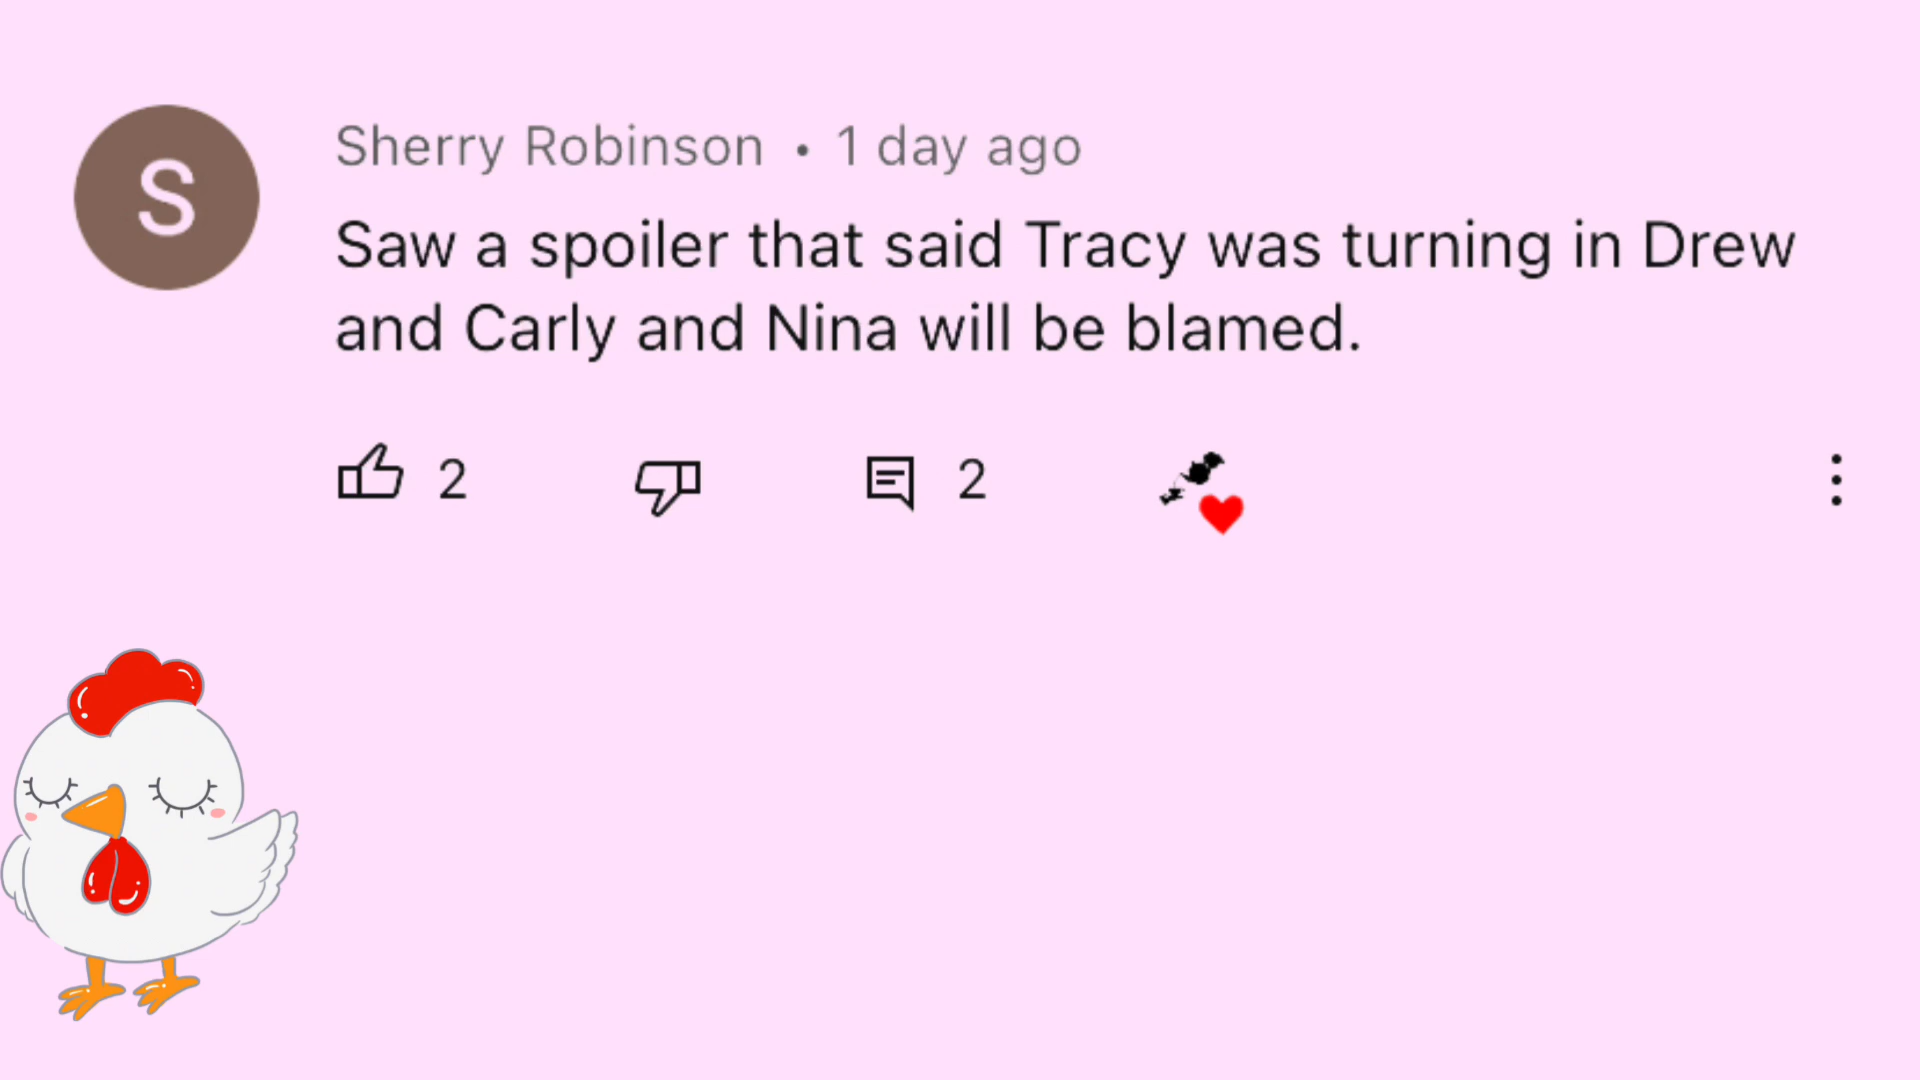 S
Sherry Robinson • 1 day ago
Saw a spoiler that said Tracy was turning in Drew
and Carly and Nina will be blamed.
2 2